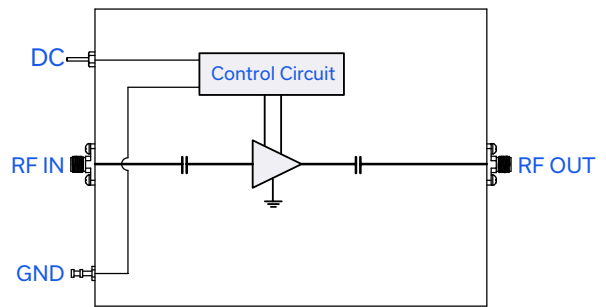 DC
Control Circuit
RF IN
RF OUT
GND